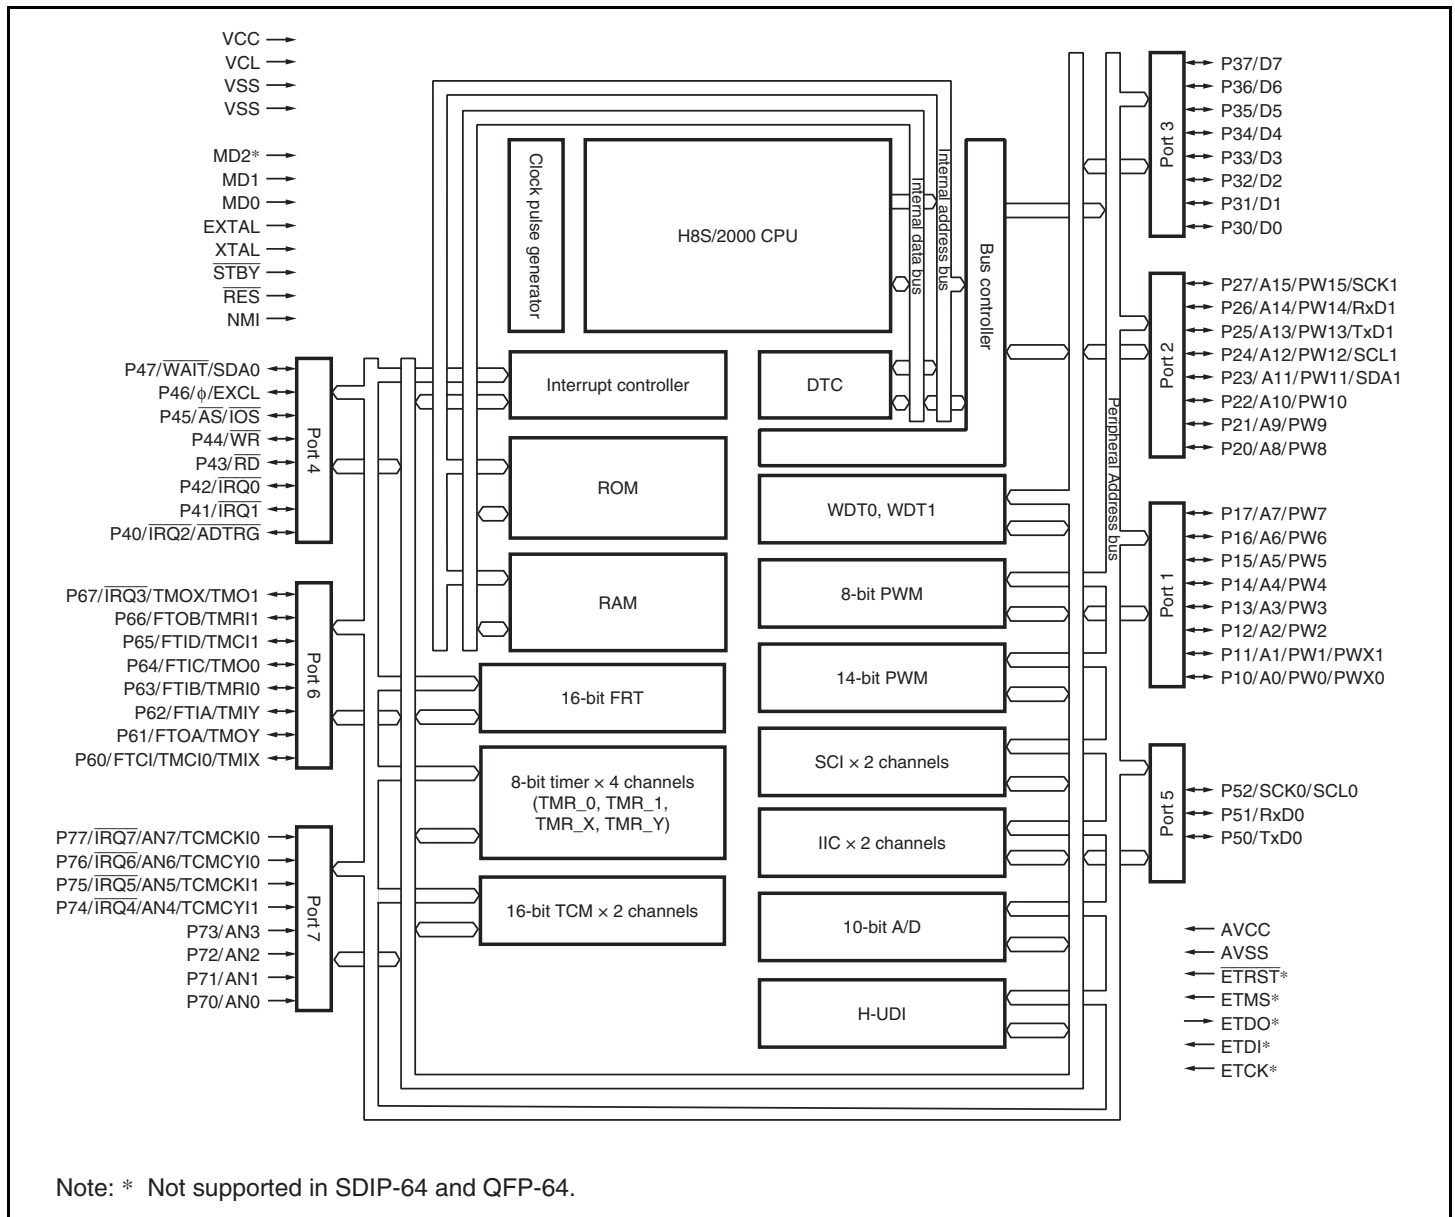 VCC
VCL
VSS
VSS
MD2*
MD1
MD0
EXTAL
XTAL
STBY
RES
NMI
P47/WAIT/SDA0
P46/ϕ/EXCL
P45/AS/IOS
P44/WR
P43/RD
P42/IRQ0
P41/IRQ1
P40/IRQ2/ADTRG
Port 4
P67/IRQ3/TMOX/TMO1
P66/FTOB/TMRI1
P65/FTID/TMCI1
P64/FTIC/TMO0
P63/FTIB/TMRI0
P62/FTIA/TMIY
P61/FTOA/TMOY
P60/FTCI/TMCI0/TMIX
Port 6
P77/IRQ7/AN7/TCMCKI0
P76/IRQ6/AN6/TCMCYI0
P75/IRQ5/AN5/TCMCKI1
P74/IRQ4/AN4/TCMCYI1
P73/AN3
P72/AN2
P71/AN1
P70/AN0
Port 7
Clock pulse generator
H8S/2000 CPU
Internal data bus
Internal address bus
Bus controller
Interrupt controller
DTC
ROM
RAM
16-bit FRT
8-bit timer × 4 channels
(TMR_0, TMR_1,
TMR_X, TMR_Y)
16-bit TCM × 2 channels
WDT0, WDT1
8-bit PWM
14-bit PWM
SCI × 2 channels
IIC × 2 channels
10-bit A/D
H-UDI
Peripheral Address bus
Port 3
P37/D7
P36/D6
P35/D5
P34/D4
P33/D3
P32/D2
P31/D1
P30/D0
Port 2
P27/A15/PW15/SCK1
P26/A14/PW14/RxD1
P25/A13/PW13/TxD1
P24/A12/PW12/SCL1
P23/A11/PW11/SDA1
P22/A10/PW10
P21/A9/PW9
P20/A8/PW8
Port 1
P17/A7/PW7
P16/A6/PW6
P15/A5/PW5
P14/A4/PW4
P13/A3/PW3
P12/A2/PW2
P11/A1/PW1/PWX1
P10/A0/PW0/PWX0
Port 5
P52/SCK0/SCL0
P51/RxD0
P50/TxD0
AVCC
AVSS
ETRST*
ETMS*
ETDO*
ETDI*
ETCK*
Note: * Not supported in SDIP-64 and QFP-64.